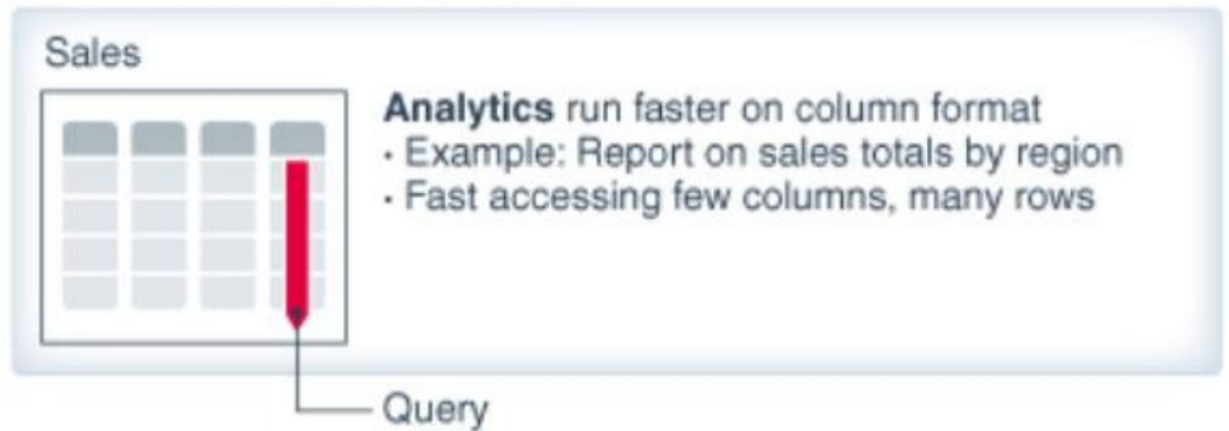 Sales
Analytics run faster on column format
· Example: Report on sales totals by region
· Fast accessing few columns, many rows
Query